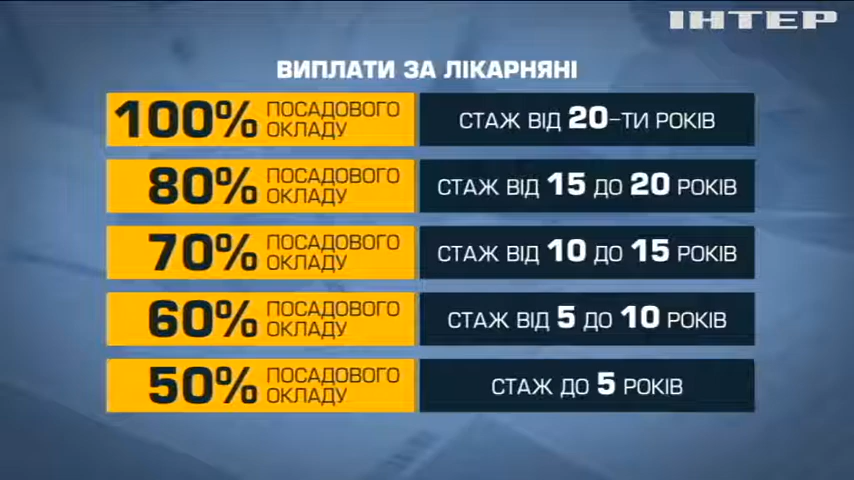 ІНТЕР
ВИПЛАТИ ЗА ЛІКАРНЯНІ
100% ПОСАДОВОГО ОКЛАДУ СТАЖ ВІД 20-ТИ РОКІВ
80% ПОСАДОВОГО ОКЛАДУ СТАЖ ВІД 15 ДО 20 РОКІВ
70% ПОСАДОВОГО ОКЛАДУ СТАЖ ВІД 10 ДО 15 РОКІВ
60% ПОСАДОВОГО ОКЛАДУ СТАЖ ВІД 5 ДО 10 РОКІВ
50% ПОСАДОВОГО ОКЛАДУ СТАЖ ДО 5 РОКІВ